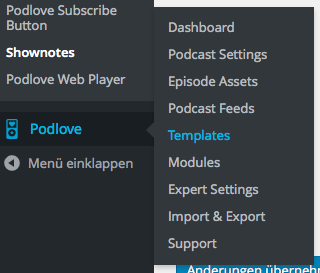 Podlove Subscribe
Button
Shownotes
Podlove Web Player
Podlove
Menü einklappen
Dashboard
Podcast Settings
Episode Assets
Podcast Feeds
Templates
Modules
Expert Settings
Import & Export
Support